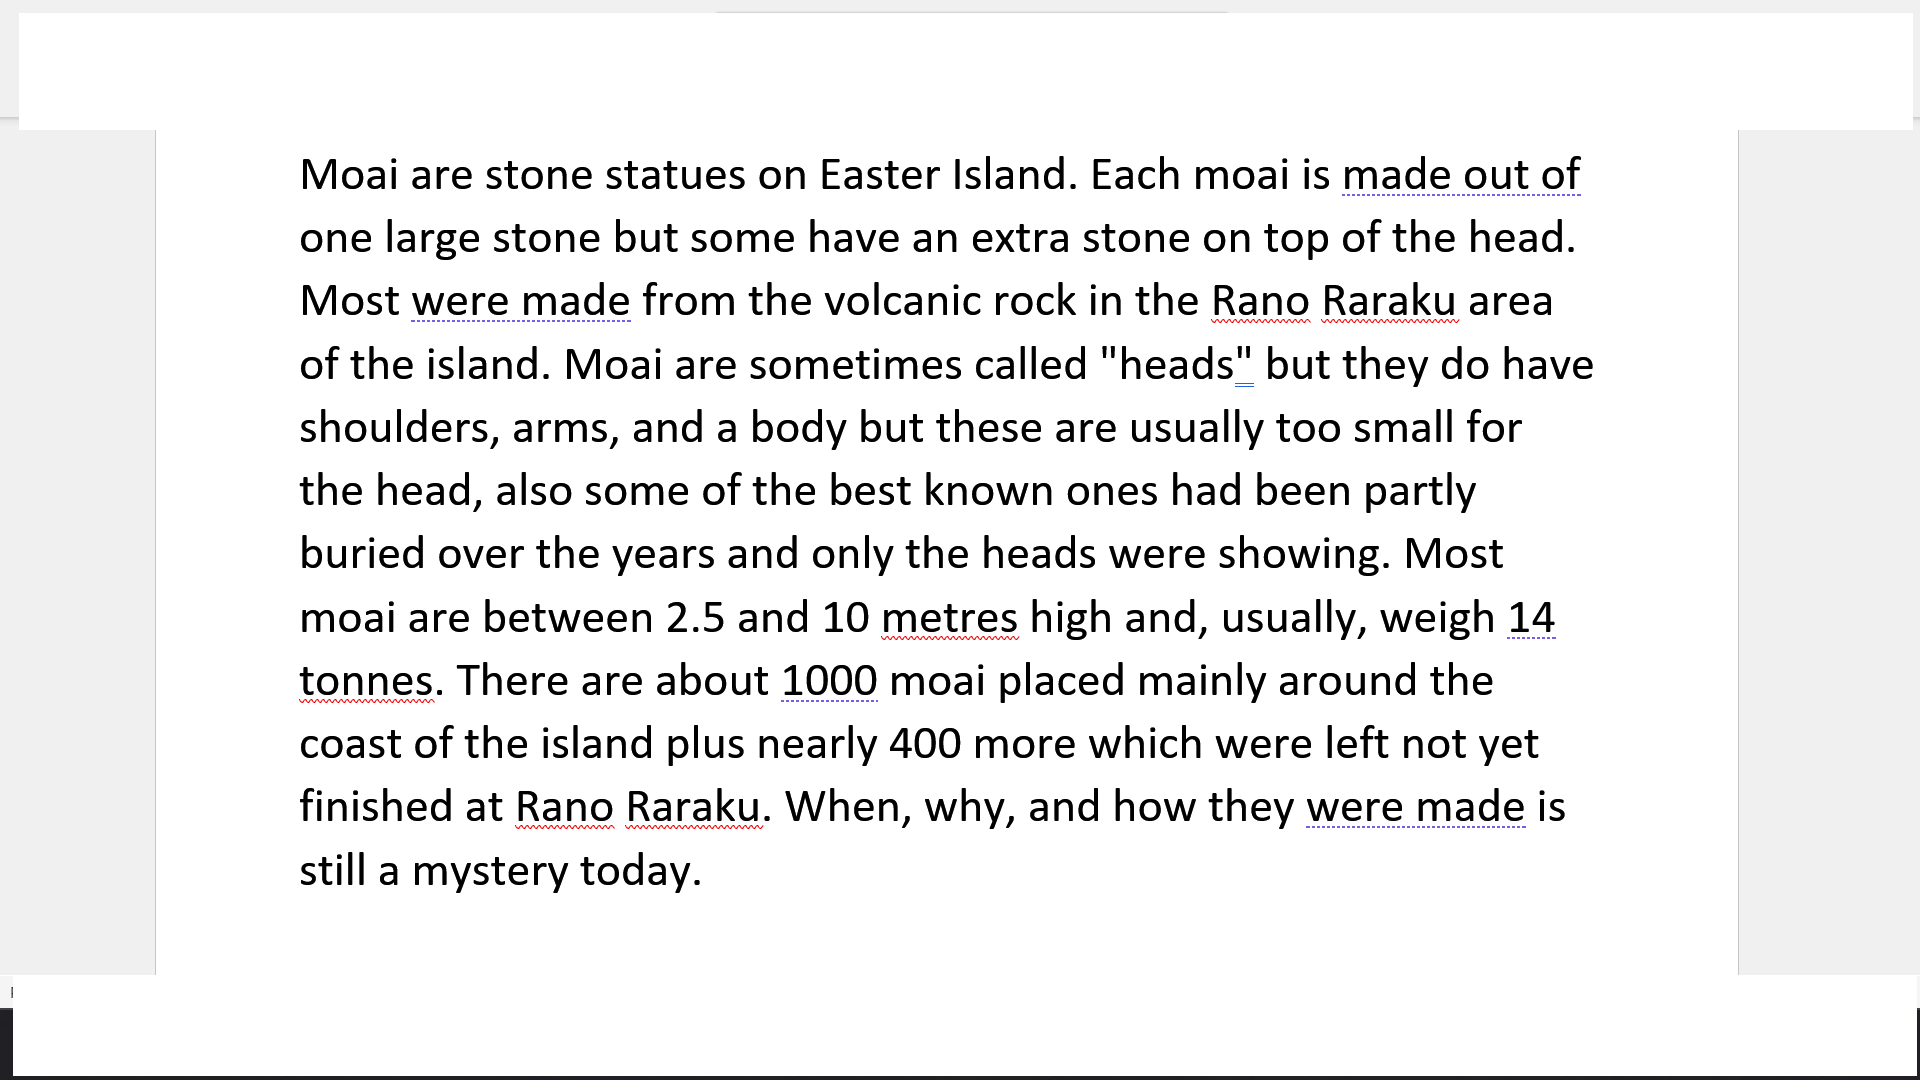 Moai are stone statues on Easter Island. Each moai is made out of
one large stone but some have an extra stone on top of the head.
Most were made from the volcanic rock in the Rano Raraku area
of the island. Moai are sometimes called "heads" but they do have
shoulders, arms, and a body but these are usually too small for
the head, also some of the best known ones had been partly
buried over the years and only the heads were showing. Most
moai are between 2.5 and 10 metres high and, usually, weigh 14
tonnes. There are about 1000 moai placed mainly around the
coast of the island plus nearly 400 more which were left not yet
finished at Rano Raraku. When, why, and how they were made is
still a mystery today.